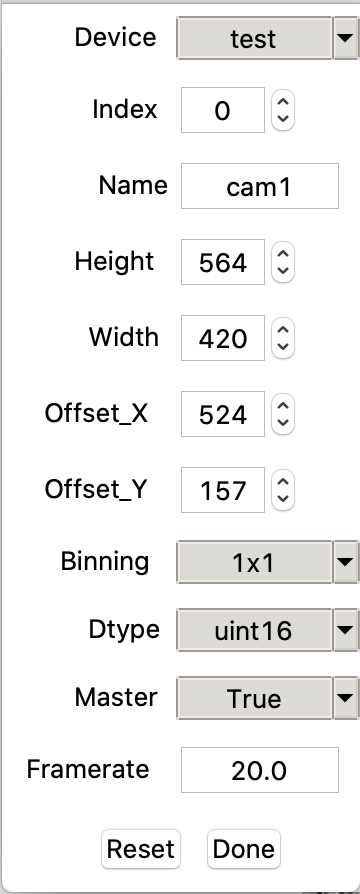 Device test
Index 0
Name cam1
Height 564
Width 420
Offset_X 524
Offset_Y 157
Binning 1x1
Dtype uint16
Master True
Framerate 20.0
Reset Done